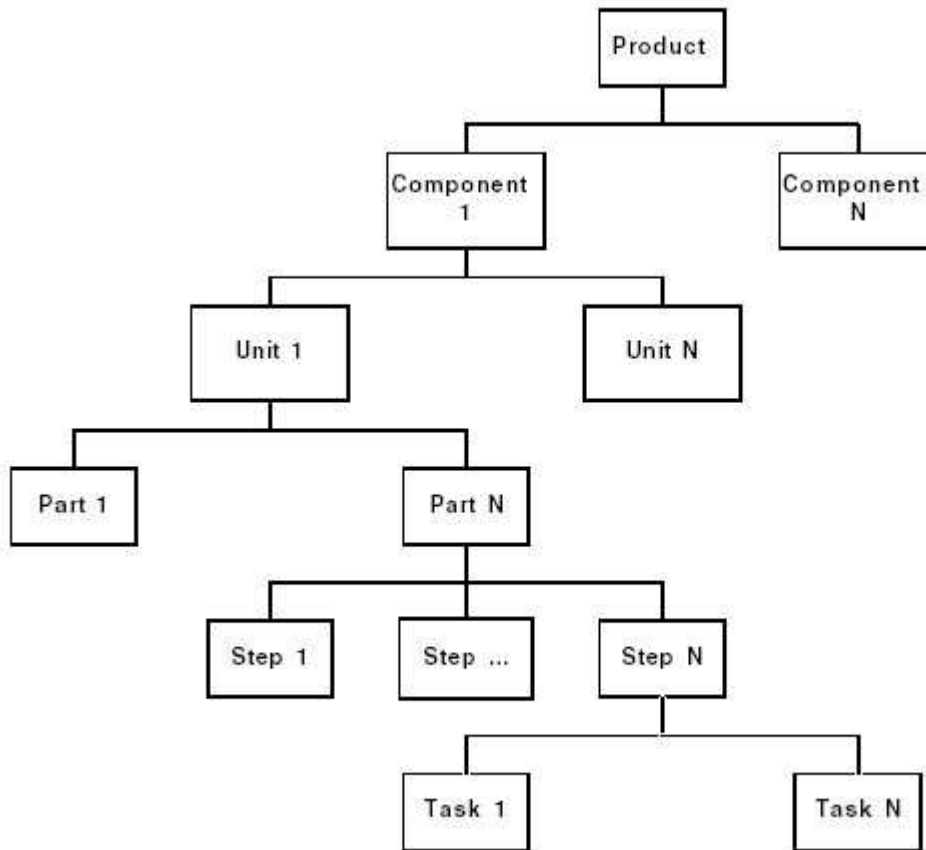 Product
Component
1
Component
N
Unit 1
Unit N
Part 1
Part N
Step 1
Step ...
Step N
Task 1
Task N